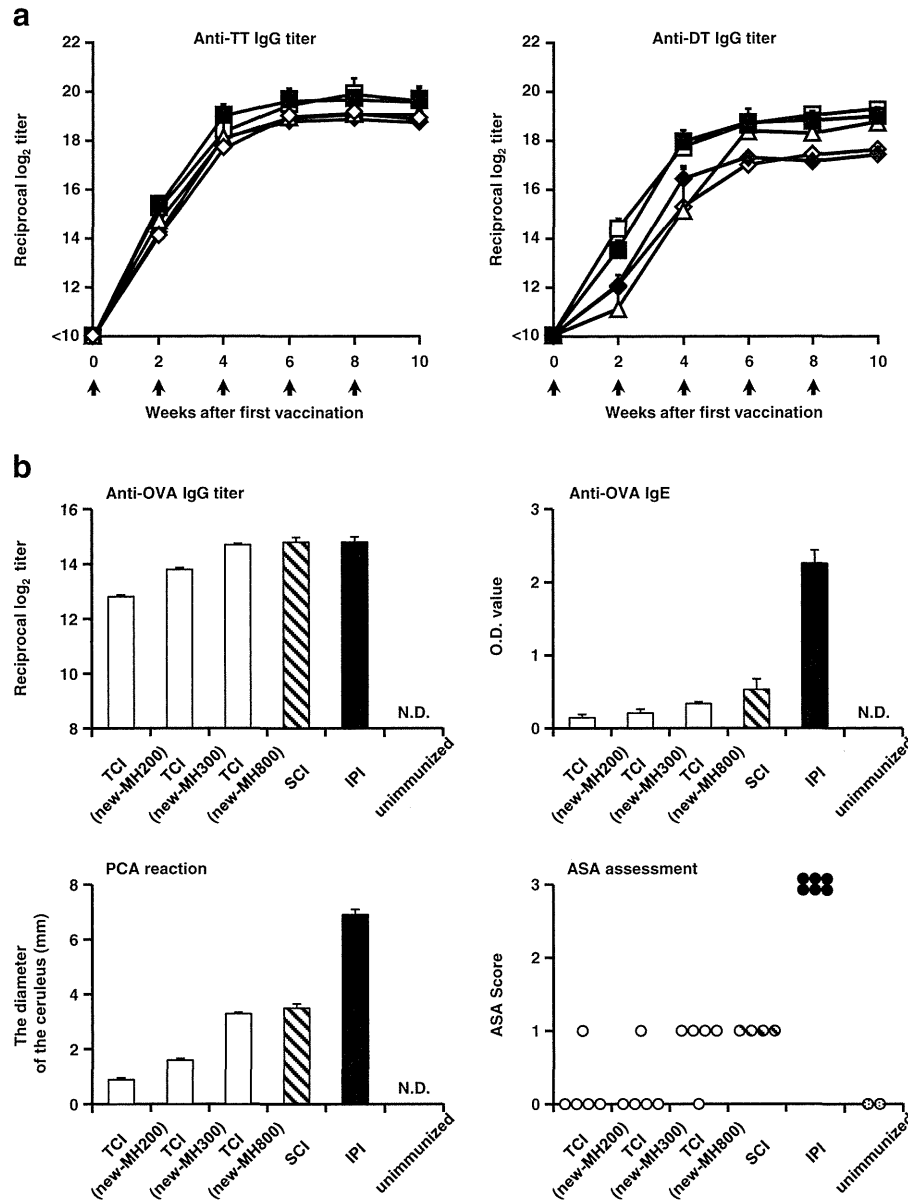 a
Anti-TT IgG titer
Reciprocal log2 titer
22
20
18
16
14
12
<10
0 2 4 6 8 10
Weeks after first vaccination
Anti-DT IgG titer
Reciprocal log2 titer
22
20
18
16
14
12
<10
0 2 4 6 8 10
Weeks after first vaccination
b
Anti-OVA IgG titer
Reciprocal log2 titer
16
14
12
10
8
N.D.
TCI (new-MH200)
TCI (new-MH300)
TCI (new-MH800)
SCI
IPI
unimmunized
Anti-OVA IgE
O.D. value
3
2
1
0
N.D.
TCI (new-MH200)
TCI (new-MH300)
TCI (new-MH800)
SCI
IPI
unimmunized
PCA reaction
The diameter
of the ceruleus (mm)
8
6
4
2
0
N.D.
TCI (new-MH200)
TCI (new-MH300)
TCI (new-MH800)
SCI
IPI
unimmunized
ASA assessment
ASA Score
3
2
1
0
TCI (new-MH200)
TCI (new-MH300)
TCI (new-MH800)
SCI
IPI
unimmunized